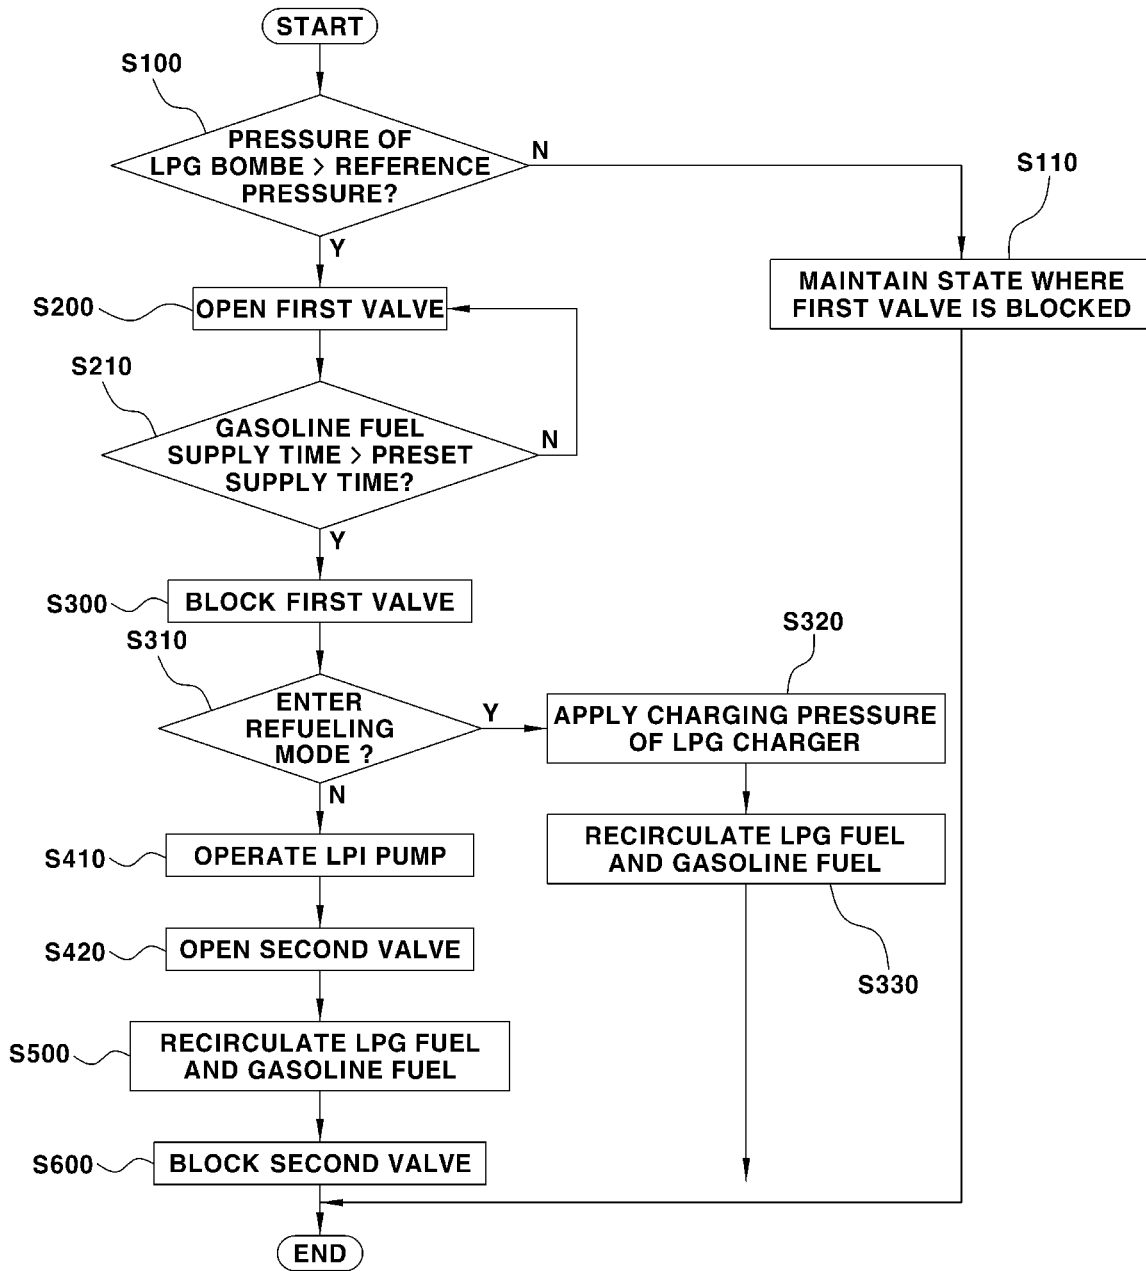 START
S100
PRESSURE OF
LPG BOMBE > REFERENCE
PRESSURE?
N
S110
Y
MAINTAIN STATE WHERE
FIRST VALVE IS BLOCKED
S200
OPEN FIRST VALVE
S210
GASOLINE FUEL
SUPPLY TIME > PRESET
SUPPLY TIME?
N
Y
S300
BLOCK FIRST VALVE
S310
ENTER
REFUELING
MODE ?
Y
S320
APPLY CHARGING PRESSURE
OF LPG CHARGER
N
S410
OPERATE LPI PUMP
RECIRCULATE LPG FUEL
AND GASOLINE FUEL
S330
S420
OPEN SECOND VALVE
S500
RECIRCULATE LPG FUEL
AND GASOLINE FUEL
S600
BLOCK SECOND VALVE
END